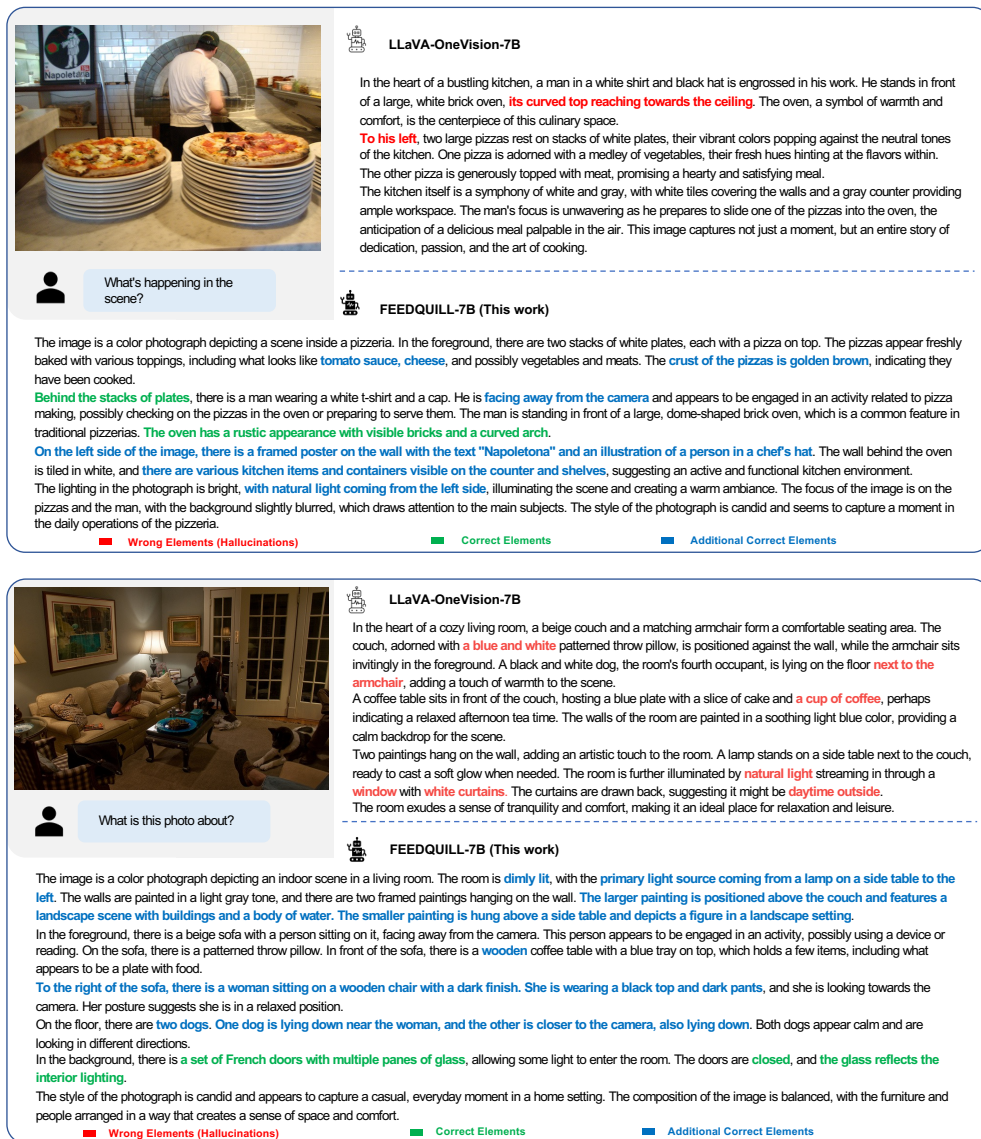 Napoletana
LLaVA-OneVision-7B
In the heart of a bustling kitchen, a man in a white shirt and black hat is engrossed in his work. He stands in front
of a large, white brick oven, its curved top reaching towards the ceiling. The oven, a symbol of warmth and
comfort, is the centerpiece of this culinary space.
To his left, two large pizzas rest on stacks of white plates, their vibrant colors popping against the neutral tones
of the kitchen. One pizza is adorned with a medley of vegetables, their fresh hues hinting at the flavors within.
The other pizza is generously topped with meat, promising a hearty and satisfying meal.
The kitchen itself is a symphony of white and gray, with white tiles covering the walls and a gray counter providing
ample workspace. The man's focus is unwavering as he prepares to slide one of the pizzas into the oven, the
anticipation of a delicious meal palpable in the air. This image captures not just a moment, but an entire story of
dedication, passion, and the art of cooking.
What's happening in the
scene?
FEEDQUILL-7B (This work)
The image is a color photograph depicting a scene inside a pizzeria. In the foreground, there are two stacks of white plates, each with a pizza on top. The pizzas appear freshly
baked with various toppings, including what looks like tomato sauce, cheese, and possibly vegetables and meats. The crust of the pizzas is golden brown, indicating they
have been cooked.
Behind the stacks of plates, there is a man wearing a white t-shirt and a cap. He is facing away from the camera and appears to be engaged in an activity related to pizza
making, possibly checking on the pizzas in the oven or preparing to serve them. The man is standing in front of a large, dome-shaped brick oven, which is a common feature in
traditional pizzerias. The oven has a rustic appearance with visible bricks and a curved arch.
On the left side of the image, there is a framed poster on the wall with the text "Napoletona" and an illustration of a person in a chef's hat. The wall behind the oven
is tiled in white, and there are various kitchen items and containers visible on the counter and shelves, suggesting an active and functional kitchen environment.
The lighting in the photograph is bright, with natural light coming from the left side, illuminating the scene and creating a warm ambiance. The focus of the image is on the
pizzas and the man, with the background slightly blurred, which draws attention to the main subjects. The style of the photograph is candid and seems to capture a moment in
the daily operations of the pizzeria.
Wrong Elements (Hallucinations) Correct Elements Additional Correct Elements
LLaVA-OneVision-7B
In the heart of a cozy living room, a beige couch and a matching armchair form a comfortable seating area. The
couch, adorned with a blue and white patterned throw pillow, is positioned against the wall, while the armchair sits
invitingly in the foreground. A black and white dog, the room's fourth occupant, is lying on the floor next to the
armchair, adding a touch of warmth to the scene.
A coffee table sits in front of the couch, hosting a blue plate with a slice of cake and a cup of coffee, perhaps
indicating a relaxed afternoon tea time. The walls of the room are painted in a soothing light blue color, providing a
calm backdrop for the scene.
Two paintings hang on the wall, adding an artistic touch to the room. A lamp stands on a side table next to the couch,
ready to cast a soft glow when needed. The room is further illuminated by natural light streaming in through a
window with white curtains. The curtains are drawn back, suggesting it might be daytime outside.
The room exudes a sense of tranquility and comfort, making it an ideal place for relaxation and leisure.
What is this photo about?
FEEDQUILL-7B (This work)
The image is a color photograph depicting an indoor scene in a living room. The room is dimly lit, with the primary light source coming from a lamp on a side table to the
left. The walls are painted in a light gray tone, and there are two framed paintings hanging on the wall. The larger painting is positioned above the couch and features a
landscape scene with buildings and a body of water. The smaller painting is hung above a side table and depicts a figure in a landscape setting.
In the foreground, there is a beige sofa with a person sitting on it, facing away from the camera. This person appears to be engaged in an activity, possibly using a device or
reading. On the sofa, there is a patterned throw pillow. In front of the sofa, there is a wooden coffee table with a blue tray on top, which holds a few items, including what
appears to be a plate with food.
To the right of the sofa, there is a woman sitting on a wooden chair with a dark finish. She is wearing a black top and dark pants, and she is looking towards the
camera. Her posture suggests she is in a relaxed position.
On the floor, there are two dogs. One dog is lying down near the woman, and the other is closer to the camera, also lying down. Both dogs appear calm and are
looking in different directions.
In the background, there is a set of French doors with multiple panes of glass, allowing some light to enter the room. The doors are closed, and the glass reflects the
interior lighting.
The style of the photograph is candid and appears to capture a casual, everyday moment in a home setting. The composition of the image is balanced, with the furniture and
people arranged in a way that creates a sense of space and comfort.
Wrong Elements (Hallucinations) Correct Elements Additional Correct Elements